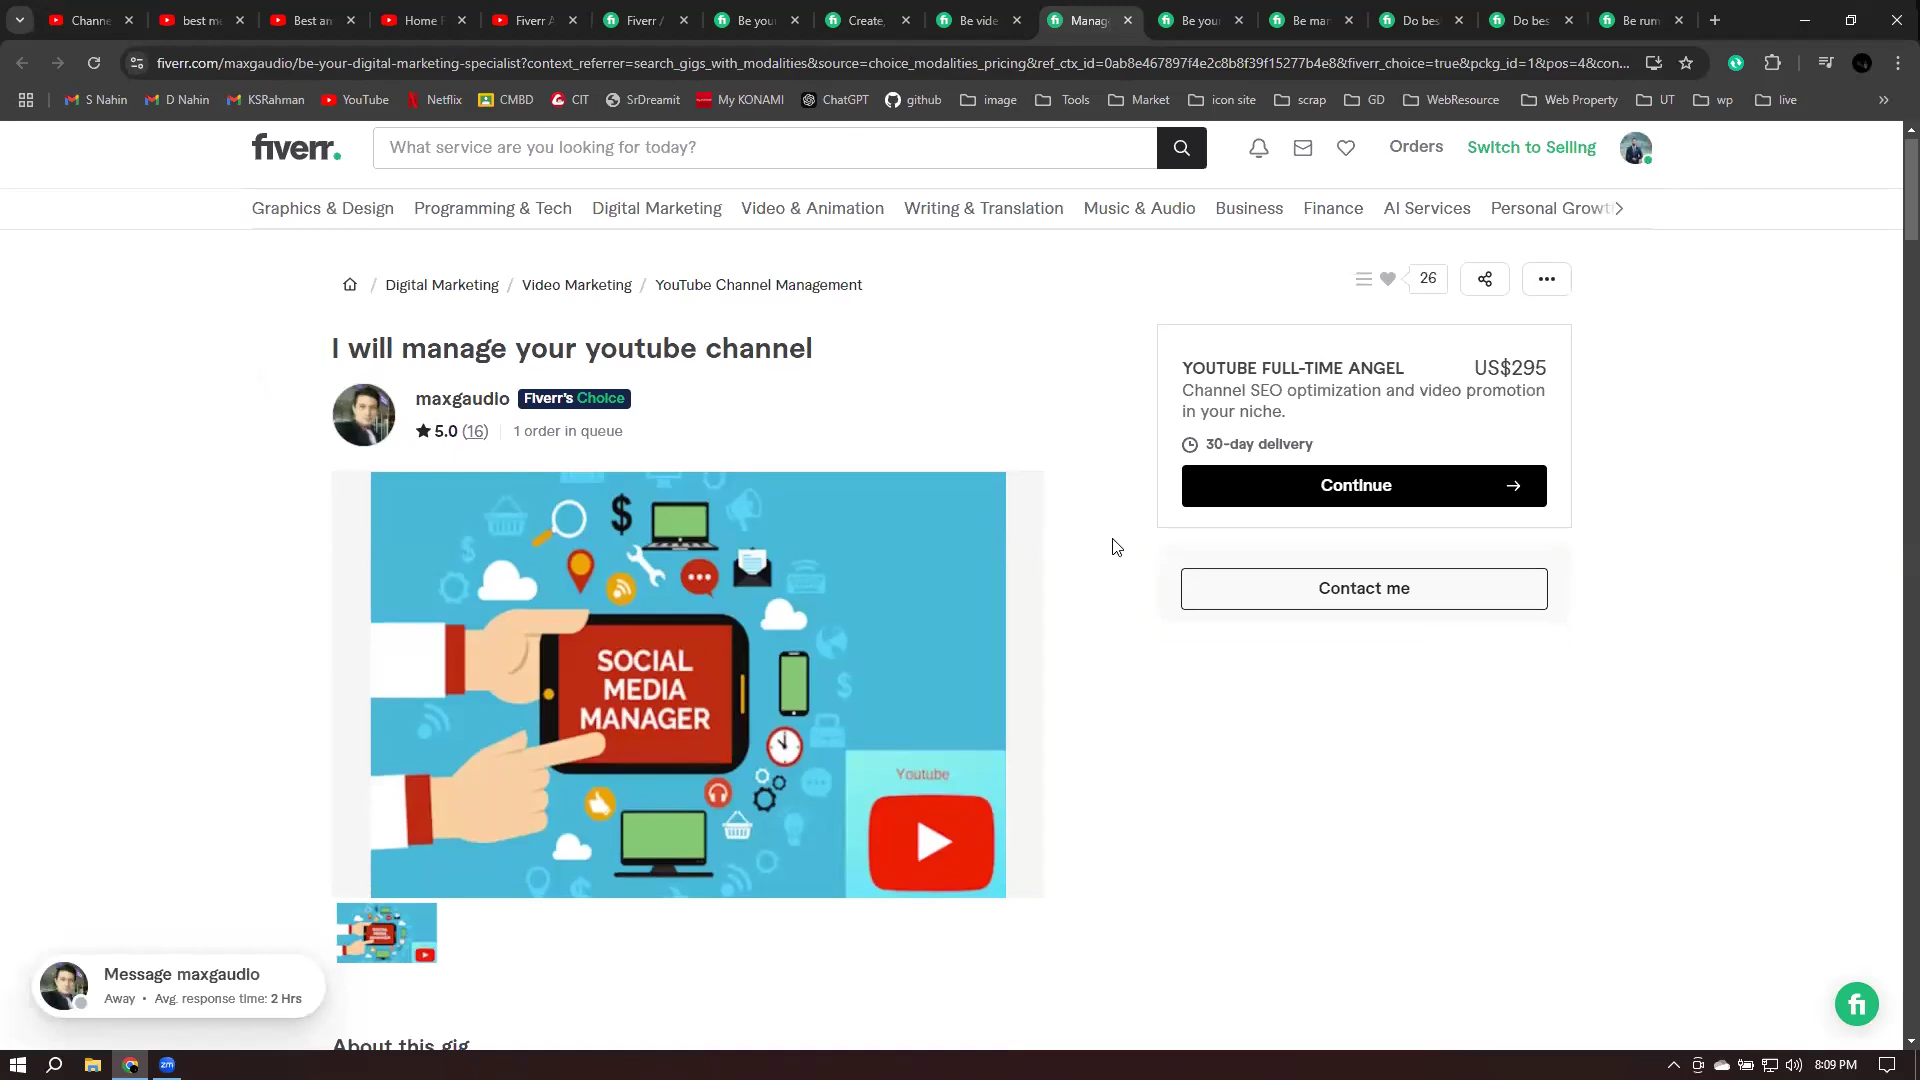 Channe
best me
Best an
Home F
Fiverr A
Fiverr /
Be you
Create,
Be vide
Manag
Be your
Be mar
Do bes
Do bes
Be rum
fiverr.com/maxgaudio/be-your-digital-marketing-specialist?context_referrer=search_gigs_with_modalities&source=choice_modalities_pricing&ref_ctx_id=0ab8e467897f4e2c8b8f39f15277b4e8&fiverr_choice=true&pckg_id=1&pos=4&con...
S Nahin
D Nahin
KSRahman
YouTube
Netflix
CMBD
CIT
SrDreamit
My KONAMI
ChatGPT
github
image
Tools
Market
icon site
scrap
GD
WebResource
Web Property
UT
wp
live
fiverr.
What service are you looking for today?
Orders
Switch to Selling
Graphics & Design
Programming & Tech
Digital Marketing
Video & Animation
Writing & Translation
Music & Audio
Business
Finance
AI Services
Personal Growt
/ Digital Marketing / Video Marketing / YouTube Channel Management
26
I will manage your youtube channel
maxgaudio
Fiverr's Choice
5.0 (16)
1 order in queue
YOUTUBE FULL-TIME ANGEL
US$295
Channel SEO optimization and video promotion
in your niche.
30-day delivery
Continue
Contact me
SOCIAL
MEDIA
MANAGER
Youtube
Message maxgaudio
Away • Avg. response time: 2 Hrs
fi
About this gig
zm
8:09 PM